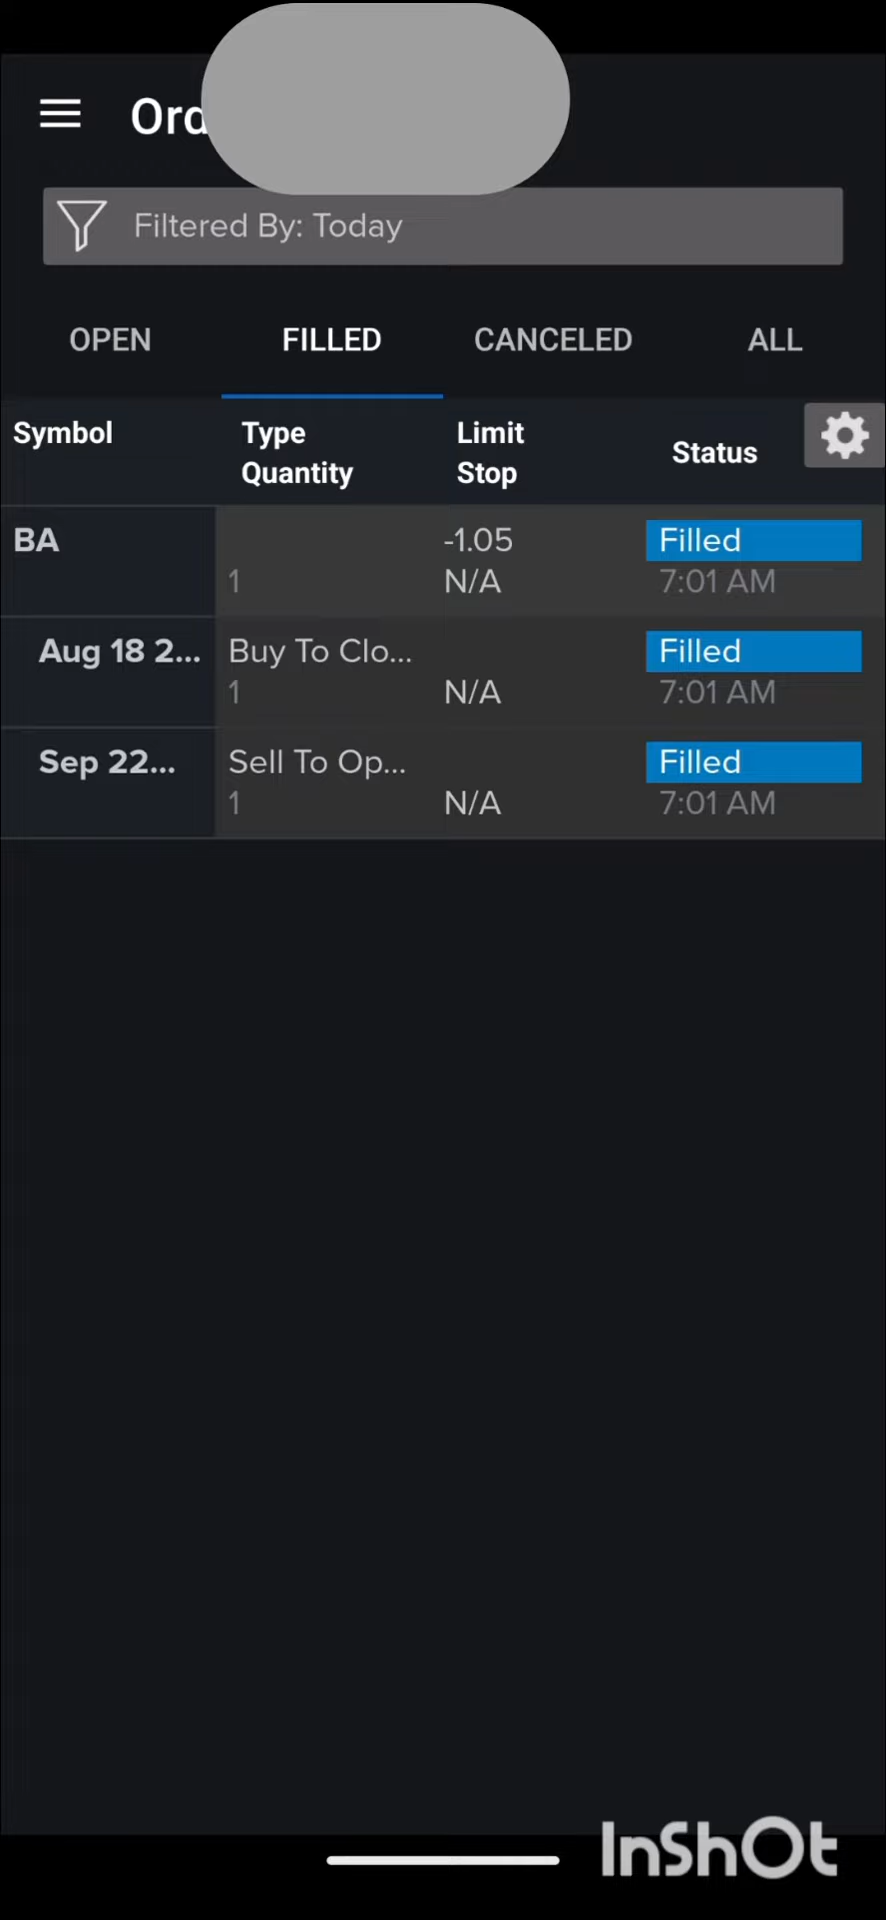 Ord
Filtered By: Today
OPEN FILLED CANCELED ALL
Symbol Type Quantity Limit Stop Status
BA -1.05 Filled
1 N/A 7:01 AM
Aug 18 2... Buy To Clo... Filled
1 N/A 7:01 AM
Sep 22... Sell To Op... Filled
1 N/A 7:01 AM
InShOt